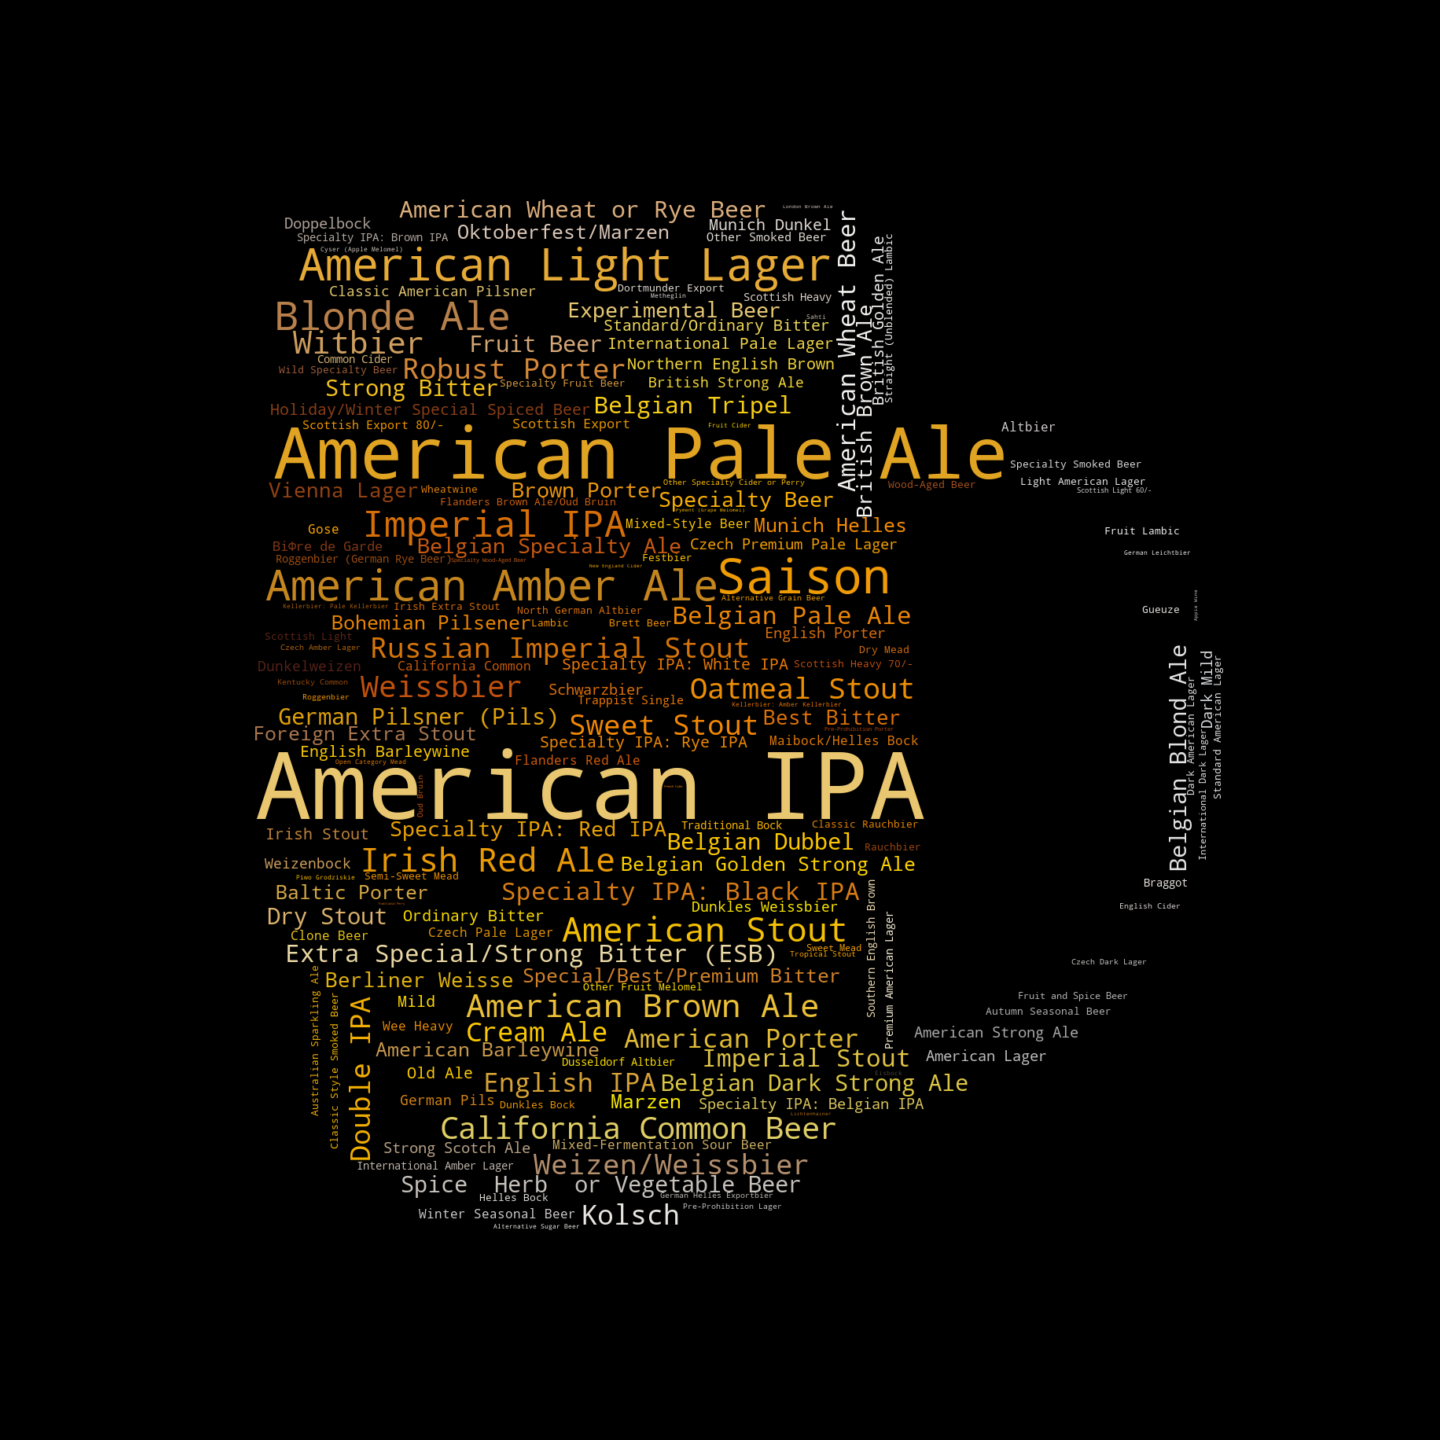 American Wheat or Rye Beer
London Brown Ale
Doppelbock
Munich Dunkel
Specialty IPA: Brown IPA
Oktoberfest/Marzen
Other Smoked Beer
Cyser (Apple Melomel)
American Light Lager
American Wheat Beer
British Brown Ale
British Golden Ale
Straight (Unblended) Lambic
Classic American Pilsner
Dortmunder Export
Metheglin
Scottish Heavy
Blonde Ale
Experimental Beer
Sahti
Standard/Ordinary Bitter
Witbier
Fruit Beer
International Pale Lager
Common Cider
Wild Specialty Beer
Robust Porter
Northern English Brown
Strong Bitter
Specialty Fruit Beer
British Strong Ale
Holiday/Winter Special Spiced Beer
Belgian Tripel
Scottish Export 80/-
Scottish Export
Fruit Cider
American Pale Ale
Altbier
Specialty Smoked Beer
Light American Lager
Scottish Light 60/-
Vienna Lager
Wheatwine
Brown Porter
Other Specialty Cider or Perry
Wood-Aged Beer
Flanders Brown Ale/Oud Bruin
Specialty Beer
Pyment (Grape Melomel)
Gose
Imperial IPA
Mixed-Style Beer
Munich Helles
Fruit Lambic
BiΦre de Garde
Belgian Specialty Ale
Czech Premium Pale Lager
German Leichtbier
Roggenbier (German Rye Beer)
Specialty Wood-Aged Beer
Festbier
New England Cider
American Amber Ale
Saison
Alternative Grain Beer
Kellerbier: Pale Kellerbier
Irish Extra Stout
North German Altbier
Belgian Pale Ale
Gueuze
Apple Wine
Bohemian Pilsener
Lambic
Brett Beer
English Porter
Scottish Light
Czech Amber Lager
Russian Imperial Stout
Dry Mead
Dunkelweizen
California Common
Specialty IPA: White IPA
Scottish Heavy 70/-
Kentucky Common
Weissbier
Schwarzbier
Oatmeal Stout
Roggenbier
Trappist Single
Kellerbier: Amber Kellerbier
German Pilsner (Pils)
Sweet Stout
Best Bitter
Pre-Prohibition Porter
Foreign Extra Stout
Specialty IPA: Rye IPA
Maibock/Helles Bock
Belgian Blond Ale
Dark American Lager
International Dark Lager
Dark Mild
Standard American Lager
English Barleywine
Open Category Mead
Flanders Red Ale
American IPA
Oud Bruin
Irish Stout
Specialty IPA: Red IPA
Traditional Bock
Classic Rauchbier
Belgian Dubbel
Rauchbier
Weizenbock
Irish Red Ale
Belgian Golden Strong Ale
Piwo Grodziskie
Semi-Sweet Mead
Braggot
Baltic Porter
Specialty IPA: Black IPA
English Cider
Dry Stout
Ordinary Bitter
Dunkles Weissbier
Southern English Brown
Premium American Lager
Clone Beer
Czech Pale Lager
American Stout
Extra Special/Strong Bitter (ESB)
Sweet Mead
Tropical Stout
Czech Dark Lager
Australian Sparkling Ale
Classic Style Smoked Beer
Double IPA
Berliner Weisse
Special/Best/Premium Bitter
Other Fruit Melomel
Mild
American Brown Ale
Fruit and Spice Beer
Autumn Seasonal Beer
Wee Heavy
Cream Ale
American Porter
American Strong Ale
American Barleywine
Dusseldorf Altbier
Imperial Stout
American Lager
Old Ale
English IPA
Belgian Dark Strong Ale
Eisbock
German Pils
Dunkles Bock
Marzen
Specialty IPA: Belgian IPA
Lichtenhainer
California Common Beer
Strong Scotch Ale
Mixed-Fermentation Sour Beer
International Amber Lager
Weizen/Weissbier
Spice Herb or Vegetable Beer
Helles Bock
German Helles Exportbier
Winter Seasonal Beer
Kolsch
Pre-Prohibition Lager
Alternative Sugar Beer